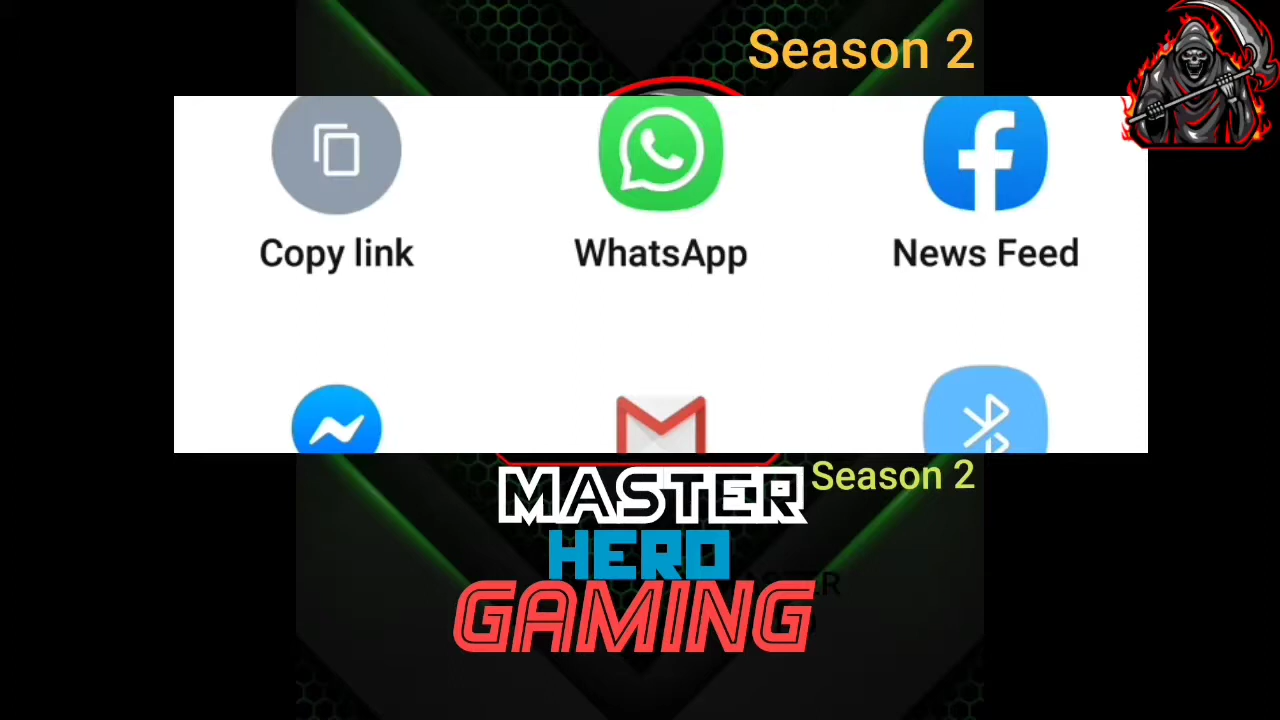 Season 2
Copy link
WhatsApp
News Feed
Season 2
MASTER
HERO
GAMING